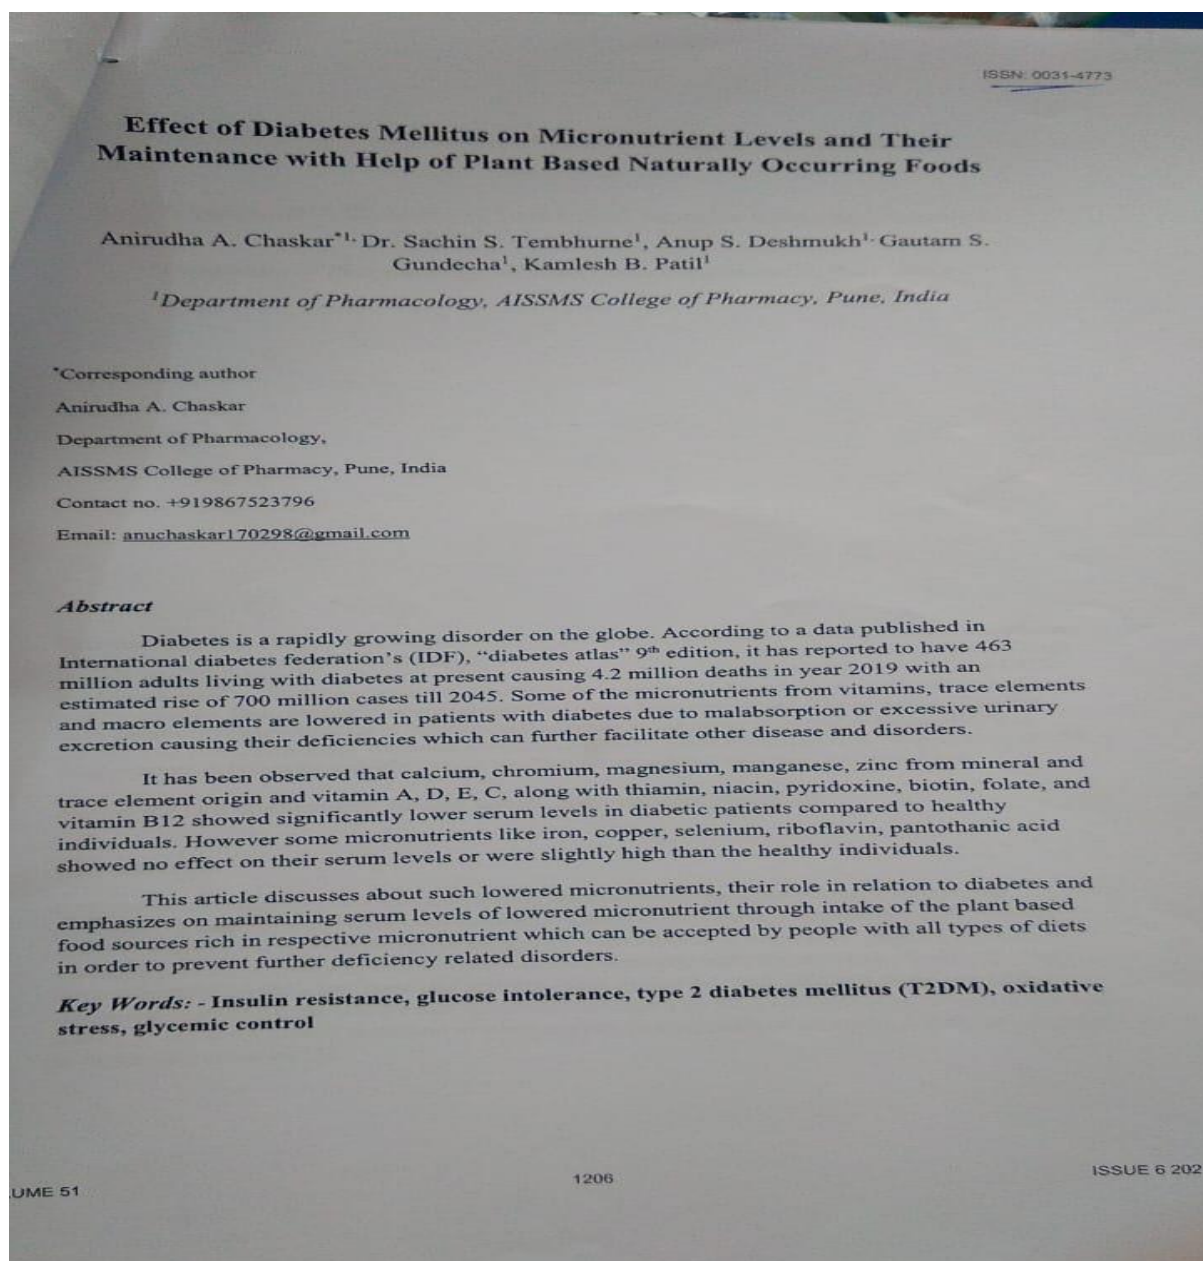 ISSN: 0031-4773
Effect of Diabetes Mellitus on Micronutrient Levels and Their
Maintenance with Help of Plant Based Naturally Occurring Foods
Anirudha A. Chaskar*1, Dr. Sachin S. Tembhurne1, Anup S. Deshmukh1, Gautam S.
Gundecha1, Kamlesh B. Patil1
1Department of Pharmacology, AISSMS College of Pharmacy, Pune, India
*Corresponding author
Anirudha A. Chaskar
Department of Pharmacology,
AISSMS College of Pharmacy, Pune, India
Contact no. +919867523796
Email: anuchaskar170298@gmail.com
Abstract
Diabetes is a rapidly growing disorder on the globe. According to a data published in
International diabetes federation's (IDF), "diabetes atlas" 9th edition, it has reported to have 463
million adults living with diabetes at present causing 4.2 million deaths in year 2019 with an
estimated rise of 700 million cases till 2045. Some of the micronutrients from vitamins, trace elements
and macro elements are lowered in patients with diabetes due to malabsorption or excessive urinary
excretion causing their deficiencies which can further facilitate other disease and disorders.
It has been observed that calcium, chromium, magnesium, manganese, zinc from mineral and
trace element origin and vitamin A, D, E, C, along with thiamin, niacin, pyridoxine, biotin, folate, and
vitamin B12 showed significantly lower serum levels in diabetic patients compared to healthy
individuals. However some micronutrients like iron, copper, selenium, riboflavin, pantothanic acid
showed no effect on their serum levels or were slightly high than the healthy individuals.
This article discusses about such lowered micronutrients, their role in relation to diabetes and
emphasizes on maintaining serum levels of lowered micronutrient through intake of the plant based
food sources rich in respective micronutrient which can be accepted by people with all types of diets
in order to prevent further deficiency related disorders.
Key Words: - Insulin resistance, glucose intolerance, type 2 diabetes mellitus (T2DM), oxidative
stress, glycemic control
UME 51
1206
ISSUE 6 202